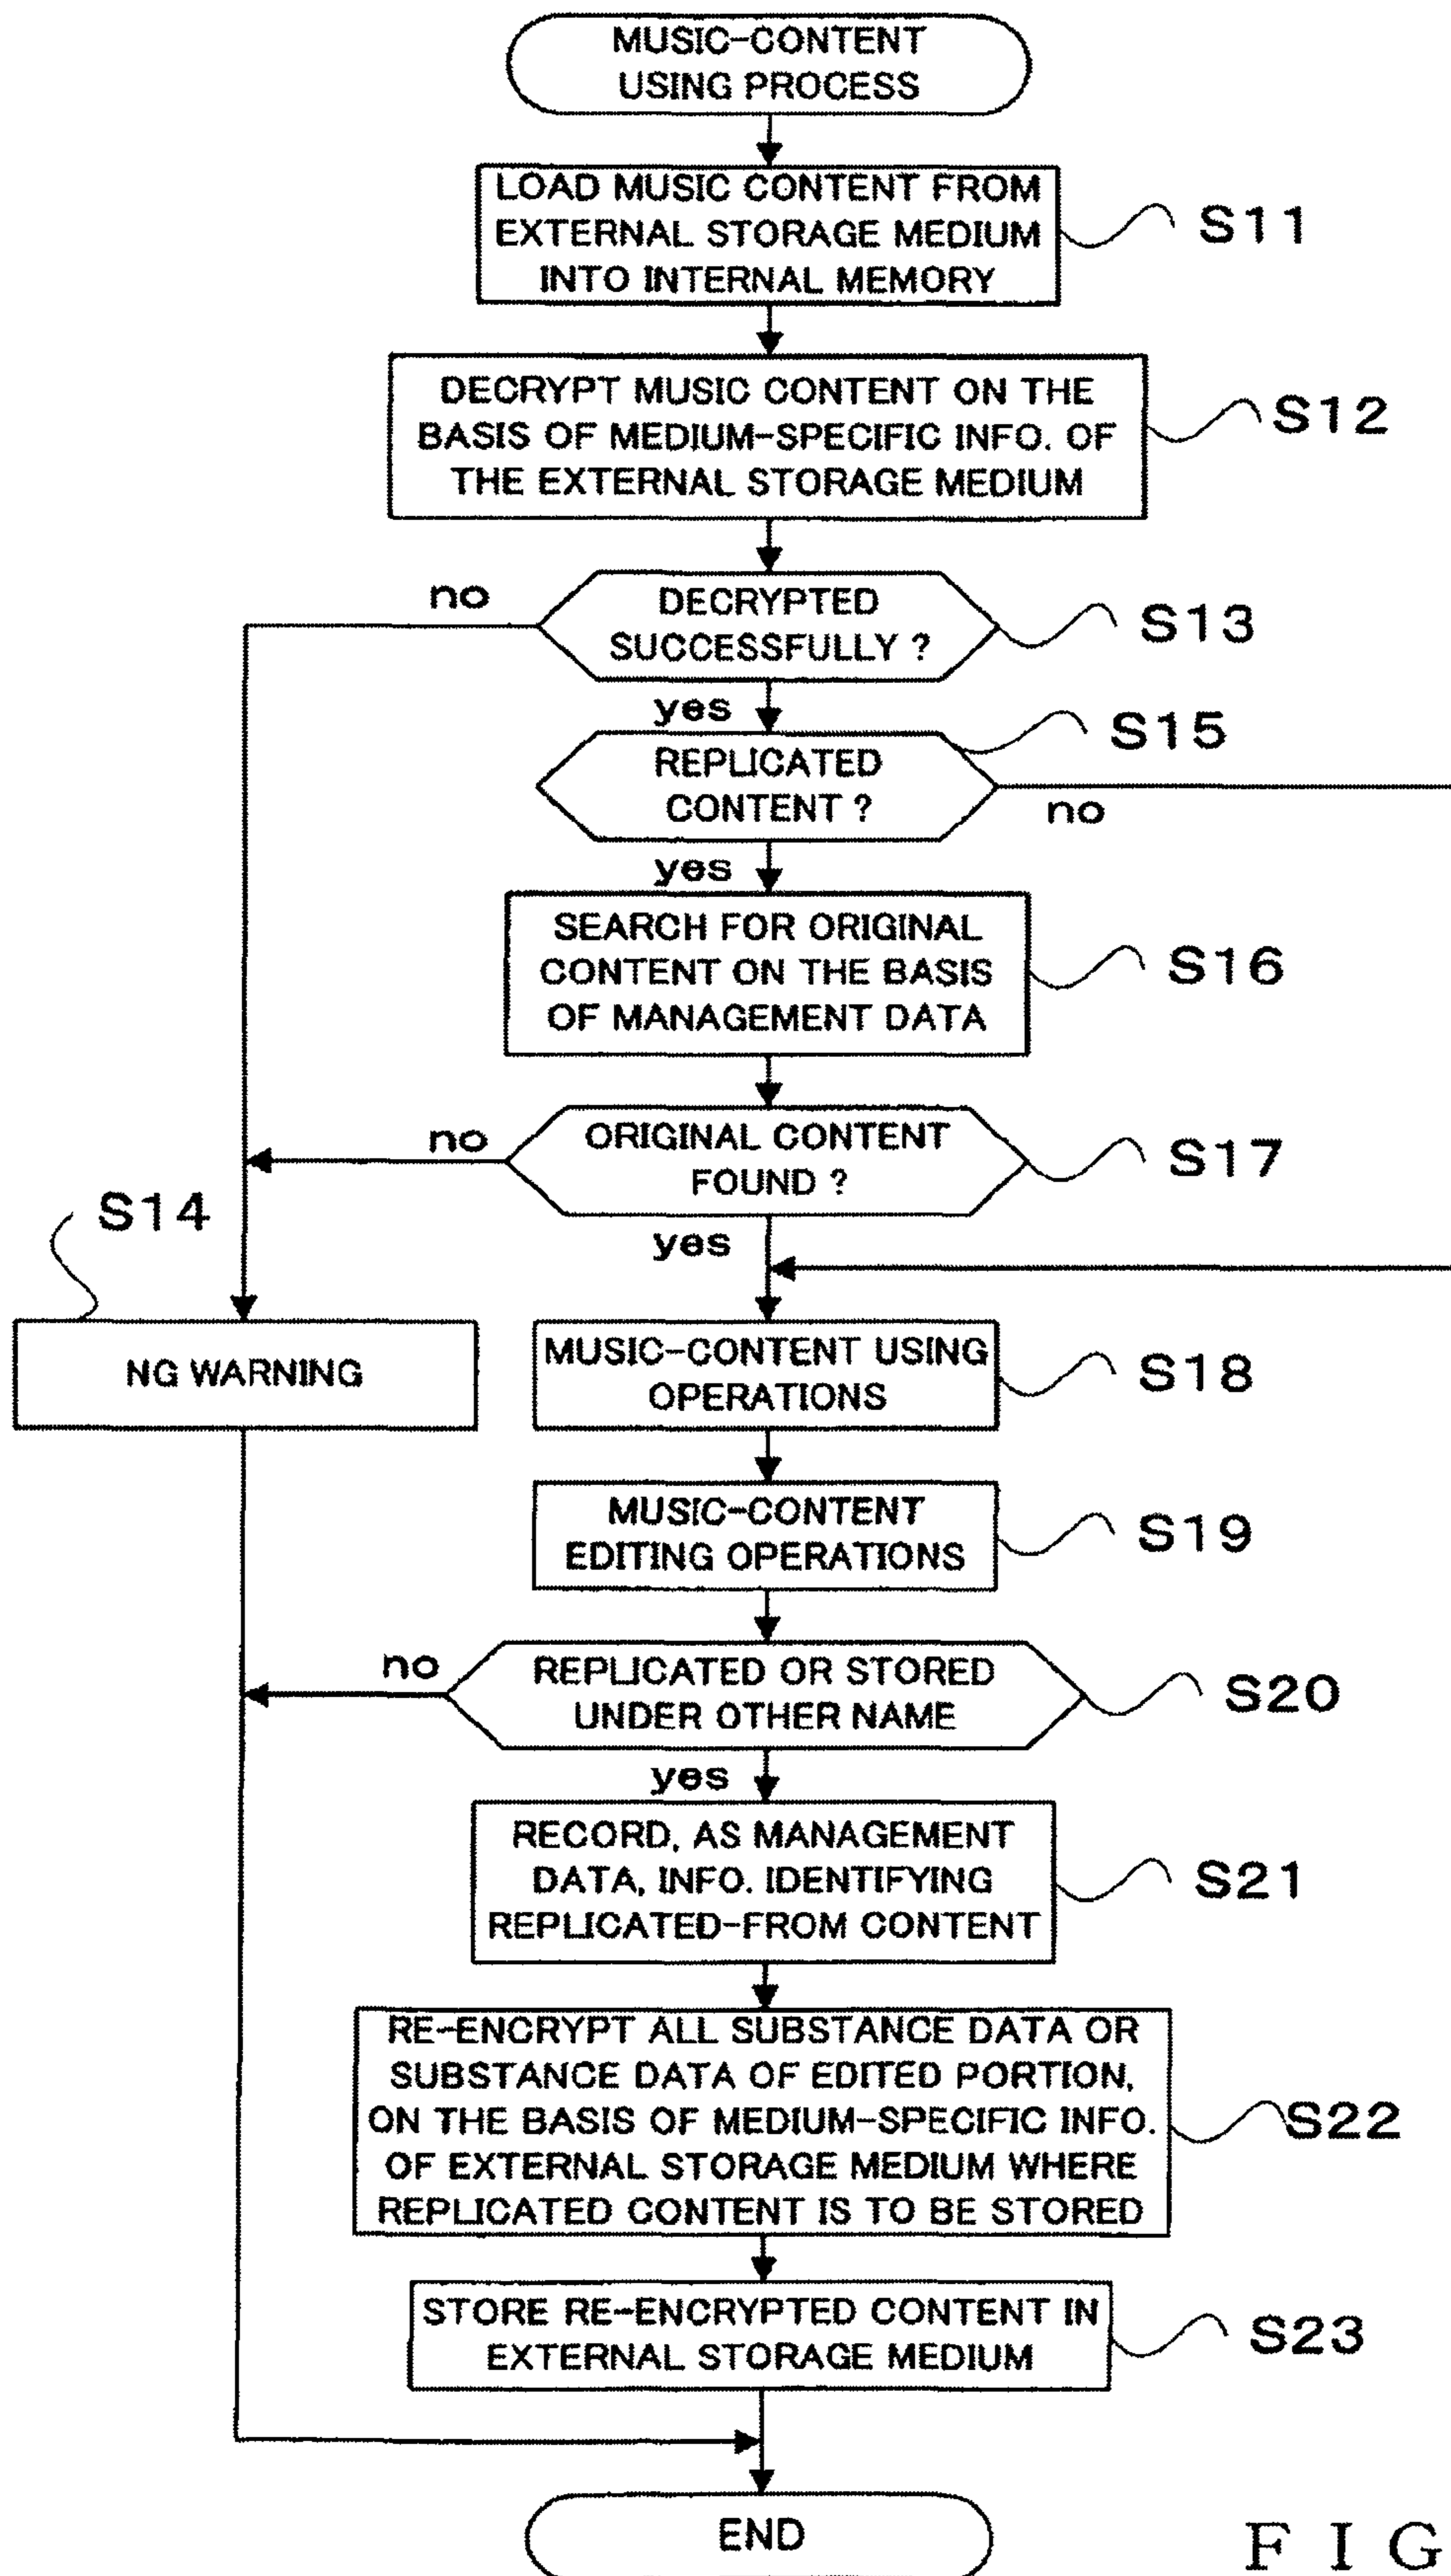 MUSIC-CONTENT
USING PROCESS
LOAD MUSIC CONTENT FROM
EXTERNAL STORAGE MEDIUM
INTO INTERNAL MEMORY
S11
DECRYPT MUSIC CONTENT ON THE
BASIS OF MEDIUM-SPECIFIC INFO. OF
THE EXTERNAL STORAGE MEDIUM
S12
no
DECRYPTED
SUCCESSFULLY ?
S13
yes
REPLICATED
CONTENT ?
S15
no
yes
SEARCH FOR ORIGINAL
CONTENT ON THE BASIS
OF MANAGEMENT DATA
S16
no
ORIGINAL CONTENT
FOUND ?
S17
S14
yes
NG WARNING
MUSIC-CONTENT USING
OPERATIONS
S18
MUSIC-CONTENT
EDITING OPERATIONS
S19
no
REPLICATED OR STORED
UNDER OTHER NAME
S20
yes
RECORD, AS MANAGEMENT
DATA, INFO. IDENTIFYING
REPLICATED-FROM CONTENT
S21
RE-ENCRYPT ALL SUBSTANCE DATA OR
SUBSTANCE DATA OF EDITED PORTION,
ON THE BASIS OF MEDIUM-SPECIFIC INFO.
OF EXTERNAL STORAGE MEDIUM WHERE
REPLICATED CONTENT IS TO BE STORED
S22
STORE RE-ENCRYPTED CONTENT IN
EXTERNAL STORAGE MEDIUM
S23
END
F I G